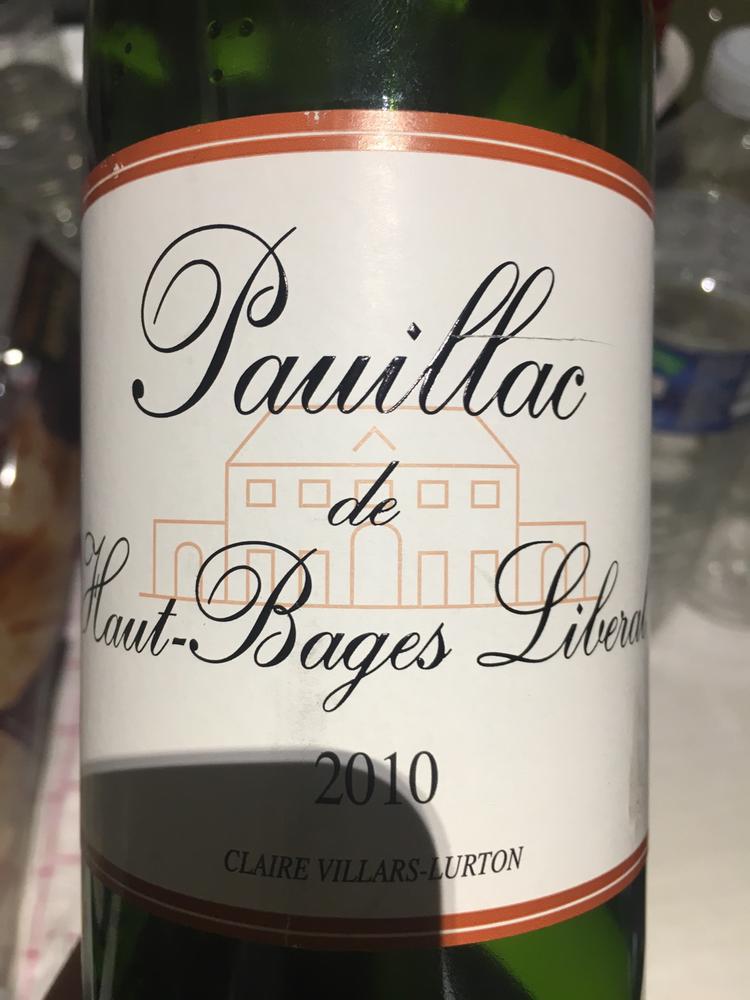 Pauillac
de
Haut-Bages Liberal
2010
CLAIRE VILLARS-LURTON